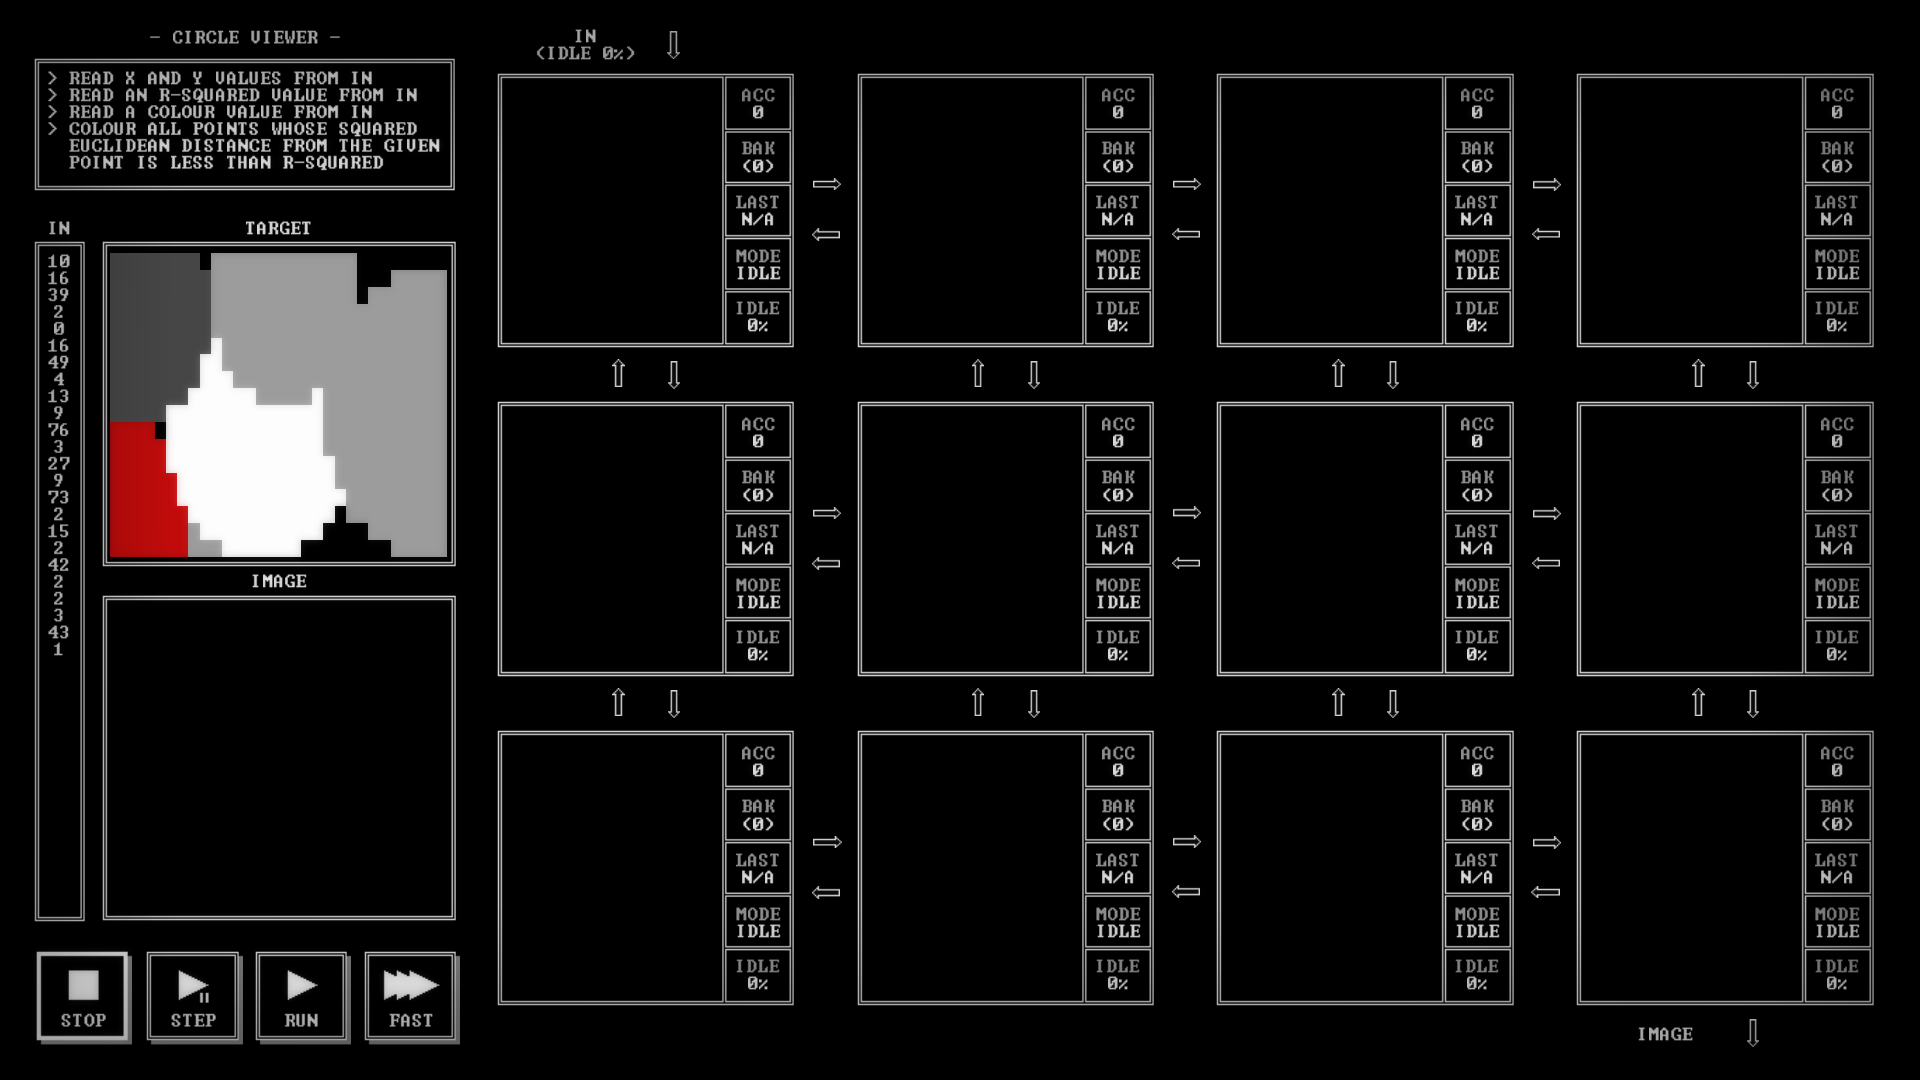 - CIRCLE VIEWER -
> READ X AND Y VALUES FROM IN
> READ AN R-SQUARED VALUE FROM IN
> READ A COLOUR VALUE FROM IN
> COLOUR ALL POINTS WHOSE SQUARED
EUCLIDEAN DISTANCE FROM THE GIVEN
POINT IS LESS THAN R-SQUARED
IN
TARGET
10
16
39
2
0
16
49
4
13
9
76
3
27
9
73
2
15
2
42
2
2
3
43
1
IMAGE
STOP
STEP
RUN
FAST
IN
(IDLE 0%)
ACC
0
BAK
(0)
LAST
N/A
MODE
IDLE
IDLE
0%
ACC
0
BAK
(0)
LAST
N/A
MODE
IDLE
IDLE
0%
ACC
0
BAK
(0)
LAST
N/A
MODE
IDLE
IDLE
0%
ACC
0
BAK
(0)
LAST
N/A
MODE
IDLE
IDLE
0%
ACC
0
BAK
(0)
LAST
N/A
MODE
IDLE
IDLE
0%
ACC
0
BAK
(0)
LAST
N/A
MODE
IDLE
IDLE
0%
ACC
0
BAK
(0)
LAST
N/A
MODE
IDLE
IDLE
0%
ACC
0
BAK
(0)
LAST
N/A
MODE
IDLE
IDLE
0%
ACC
0
BAK
(0)
LAST
N/A
MODE
IDLE
IDLE
0%
ACC
0
BAK
(0)
LAST
N/A
MODE
IDLE
IDLE
0%
ACC
0
BAK
(0)
LAST
N/A
MODE
IDLE
IDLE
0%
ACC
0
BAK
(0)
LAST
N/A
MODE
IDLE
IDLE
0%
IMAGE